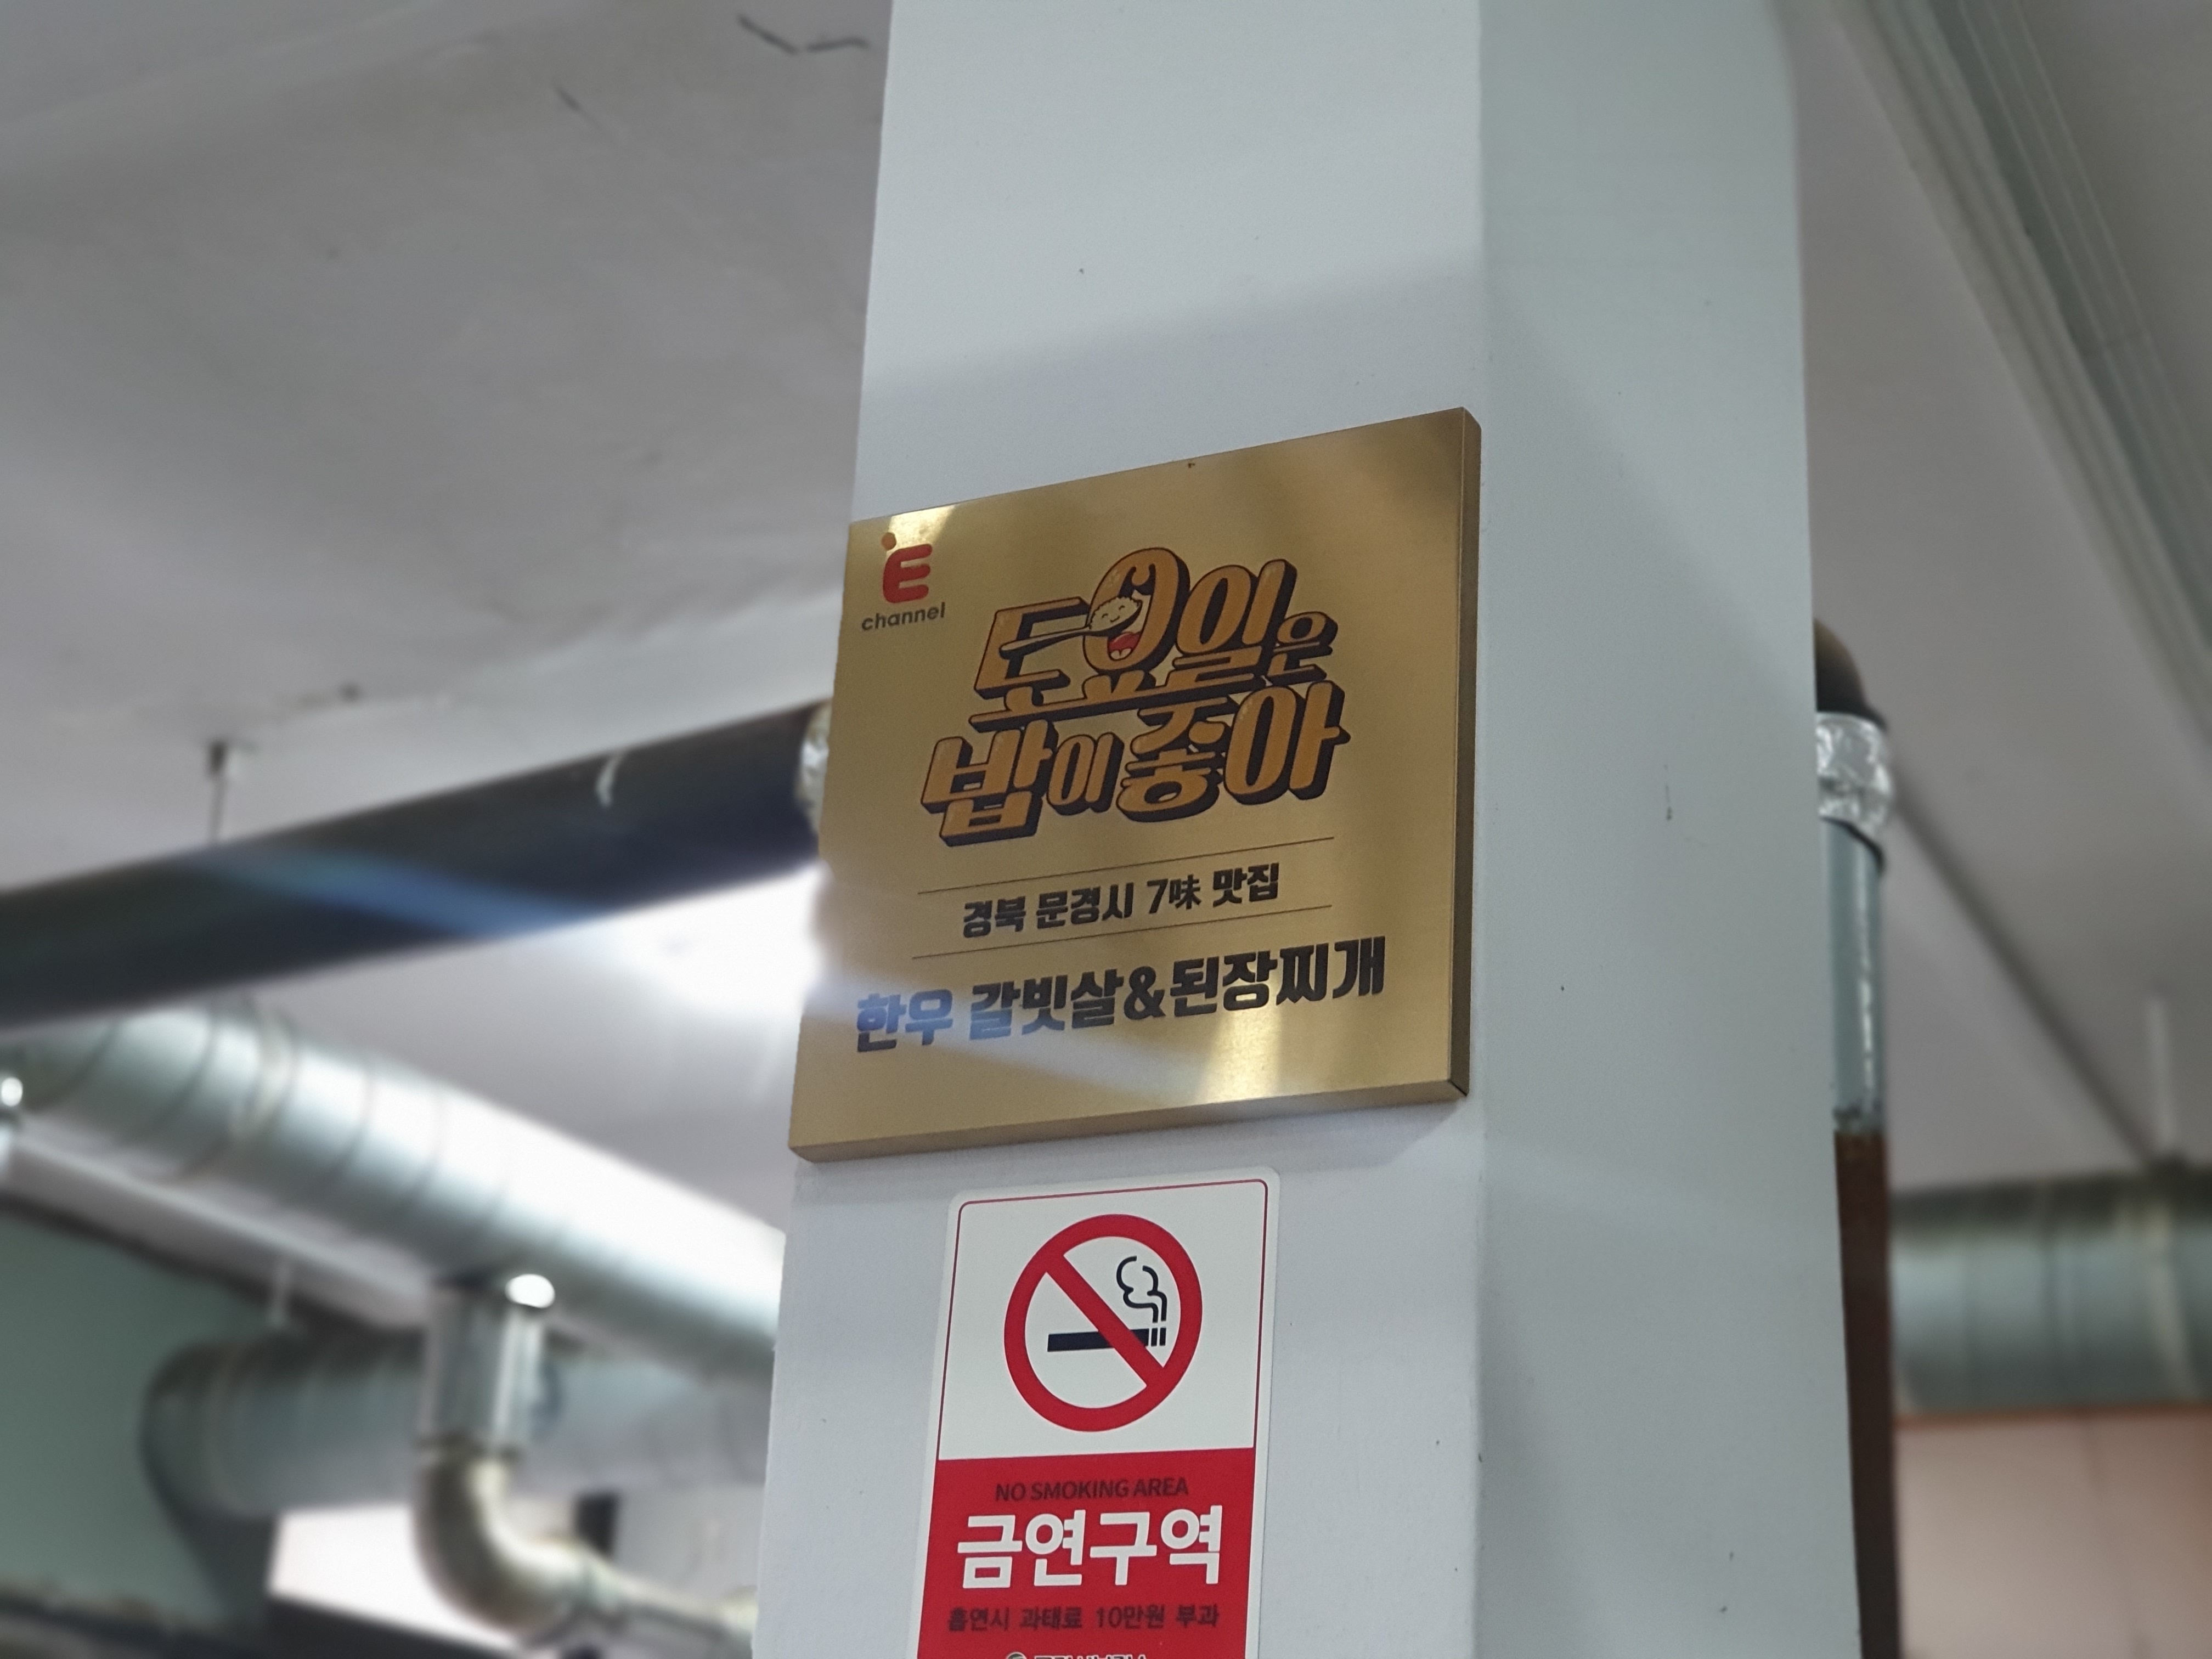 E
channel
토요일은
밥이 좋아
경북 문경시 7味 맛집
한우 갈빗살&된장찌개
NO SMOKING AREA
금연구역
흡연시 과태료 10만원 부과